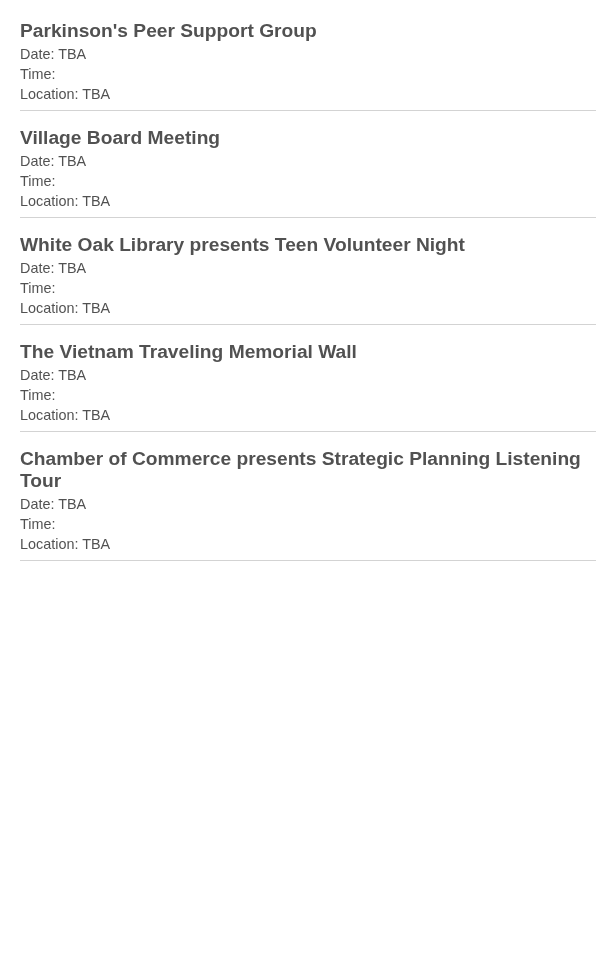 Parkinson's Peer Support Group
Date: TBA
Time:
Location: TBA
Village Board Meeting
Date: TBA
Time:
Location: TBA
White Oak Library presents Teen Volunteer Night
Date: TBA
Time:
Location: TBA
The Vietnam Traveling Memorial Wall
Date: TBA
Time:
Location: TBA
Chamber of Commerce presents Strategic Planning Listening
Tour
Date: TBA
Time:
Location: TBA